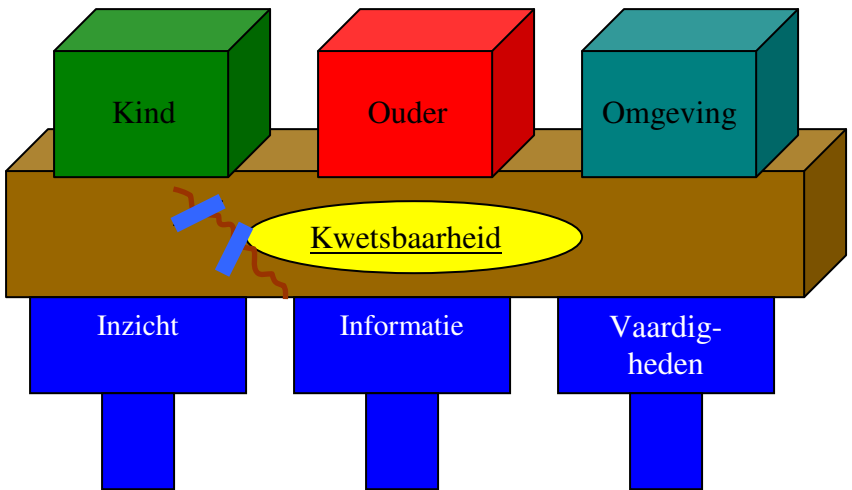 Kind
Ouder
Omgeving
Kwetsbaarheid
Inzicht
Informatie
Vaardig-
heden